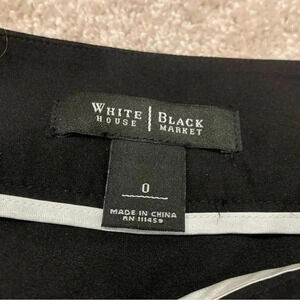 WHITE | BLACK
HOUSE | MARKET
0
MADE IN CHINA
RN 111459